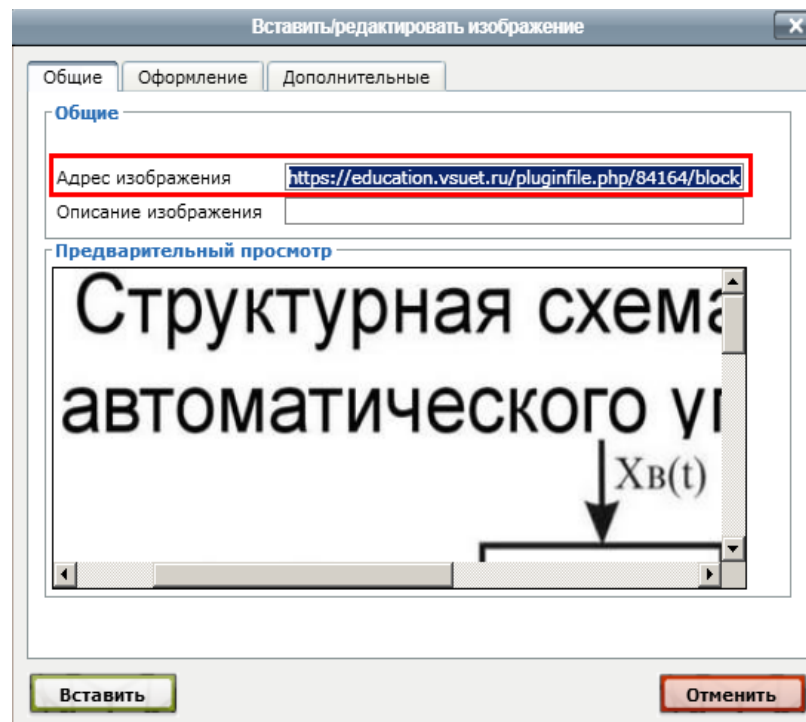 Вставить/редактировать изображение
Общие Оформление Дополнительные
Общие
Адрес изображения https://education.vsuet.ru/pluginfile.php/84164/block
Описание изображения
Предварительный просмотр
Структурная схема
автоматического
Xв(t)
Вставить Отменить